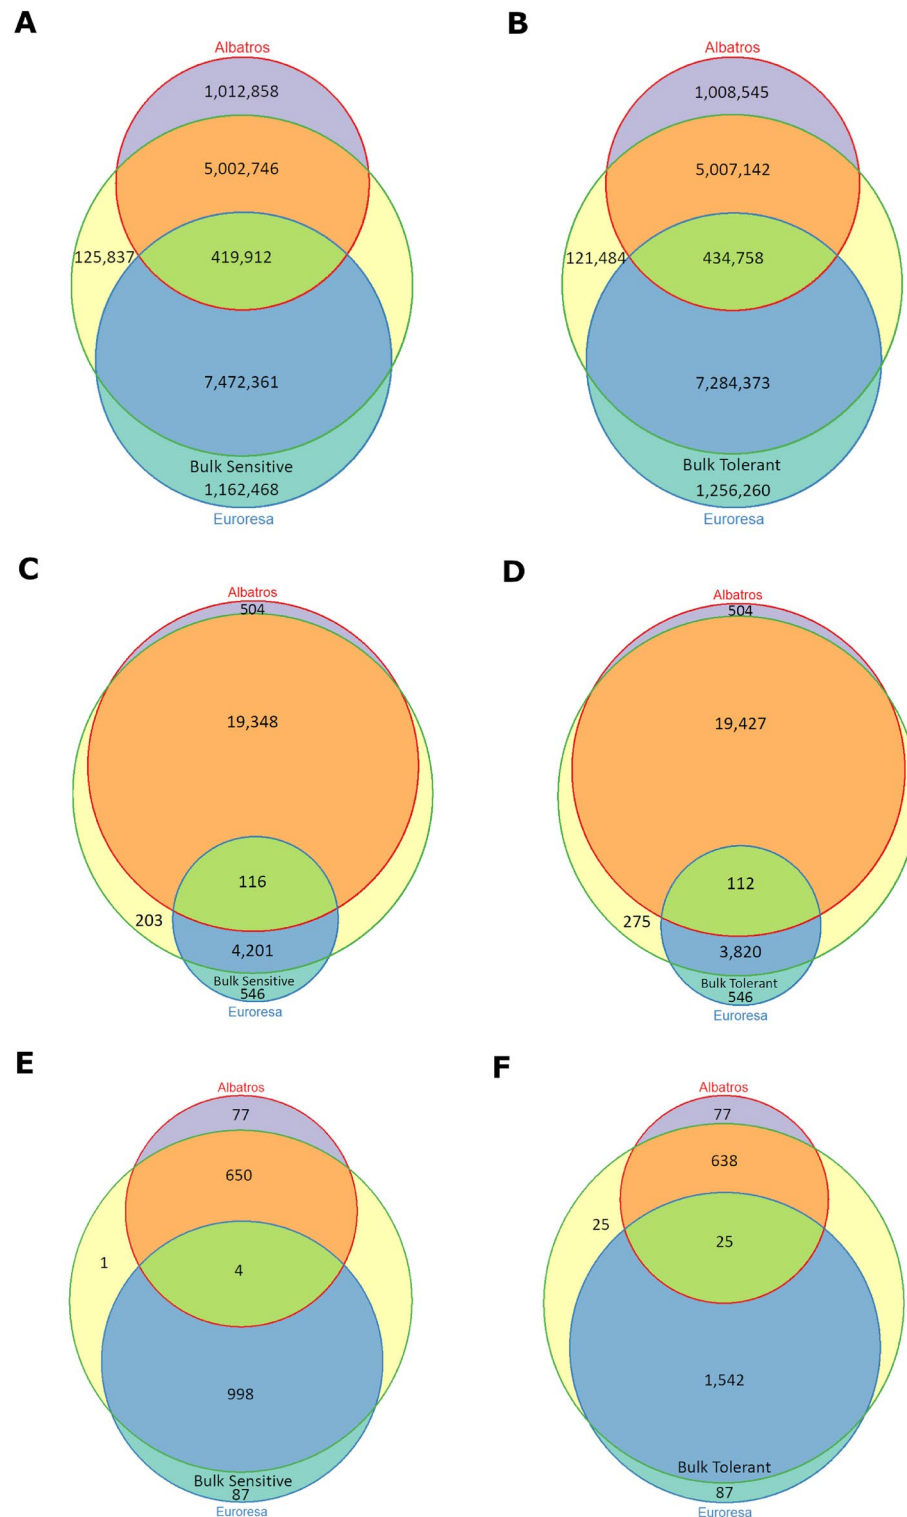 A
Albatros
1,012,858
5,002,746
125,837
419,912
7,472,361
Bulk Sensitive
1,162,468
Euroresa
B
Albatros
1,008,545
5,007,142
121,484
434,758
7,284,373
Bulk Tolerant
1,256,260
Euroresa
C
Albatros
504
19,348
116
203
4,201
Bulk Sensitive
546
Euroresa
D
Albatros
504
19,427
112
275
3,820
Bulk Tolerant
546
Euroresa
E
Albatros
77
650
1
4
998
Bulk Sensitive
87
Euroresa
F
Albatros
77
638
25
25
1,542
Bulk Tolerant
87
Euroresa